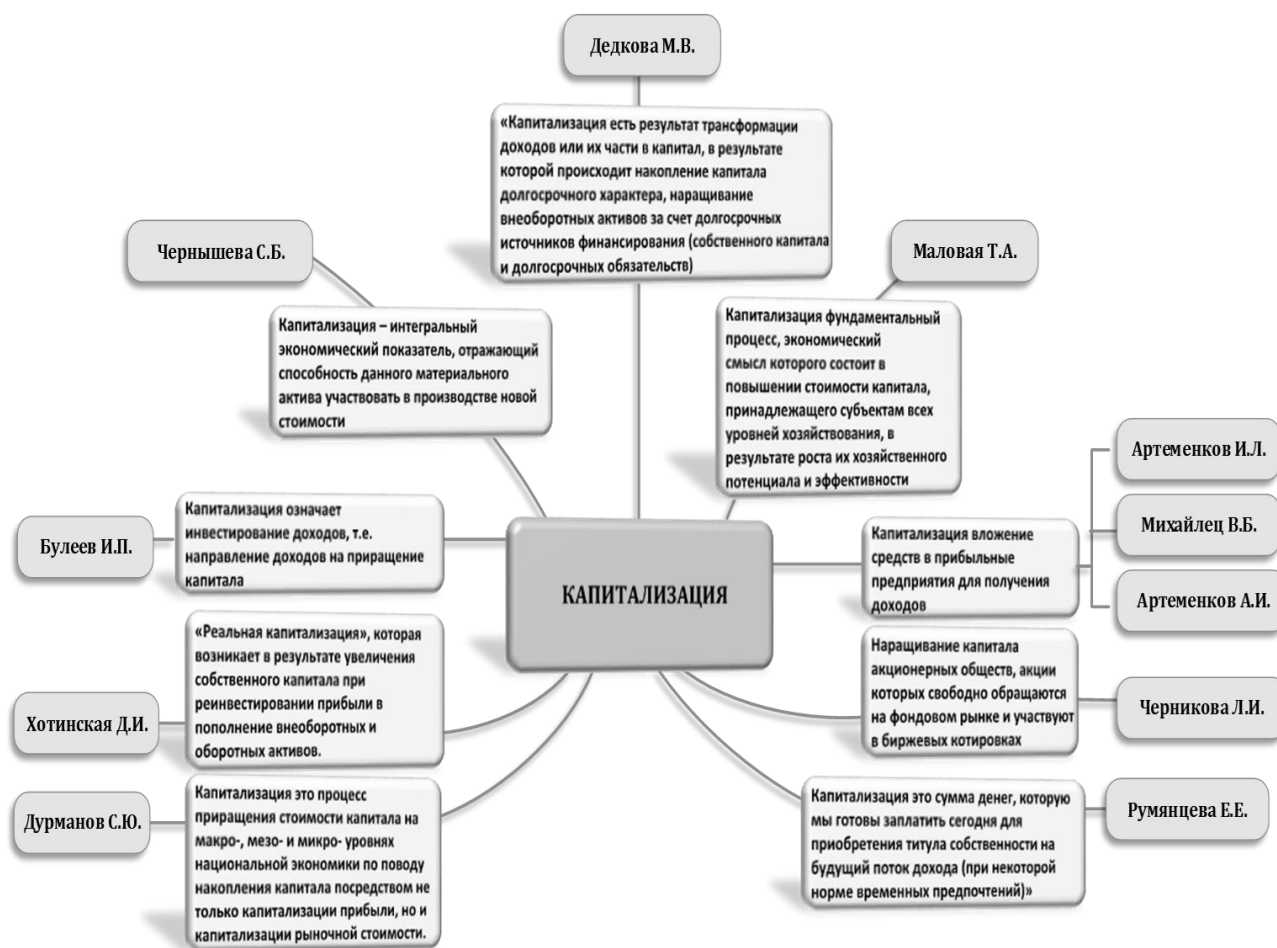 Дедкова М.В.
«Капитализация есть результат трансформации
доходов или их части в капитал, в результате
которой происходит накопление капитала
долгосрочного характера, наращивание
внеоборотных активов за счет долгосрочных
источников финансирования (собственного капитала
и долгосрочных обязательств)
Чернышева С.Б.
Капитализация – интегральный
экономический показатель, отражающий
способность данного материального
актива участвовать в производстве новой
стоимости
Маловая Т.А.
Капитализация фундаментальный
процесс, экономический
смысл которого состоит в
повышении стоимости капитала,
принадлежащего субъектам всех
уровней хозяйствования, в
результате роста их хозяйственного
потенциала и эффективности
Булеев И.П.
Капитализация означает
инвестирование доходов, т.е.
направление доходов на приращение
капитала
КАПИТАЛИЗАЦИЯ
Капитализация вложение
средств в прибыльные
предприятия для получения
доходов
Артеменков И.Л.
Михайлец В.Б.
Артеменков А.И.
Хотинская Д.И.
«Реальная капитализация», которая
возникает в результате увеличения
собственного капитала при
реинвестировании прибыли в
пополнение внеоборотных и
оборотных активов.
Наращивание капитала
акционерных обществ, акции
которых свободно обращаются
на фондовом рынке и участвуют
в биржевых котировках
Черникова Л.И.
Дурманов С.Ю.
Капитализация это процесс
приращения стоимости капитала на
макро-, мезо- и микро- уровнях
национальной экономики по поводу
накопления капитала посредством не
только капитализации прибыли, но и
капитализации рыночной стоимости.
Капитализация это сумма денег, которую
мы готовы заплатить сегодня для
приобретения титула собственности на
будущий поток дохода (при некоторой
норме временных предпочтений)»
Румянцева Е.Е.